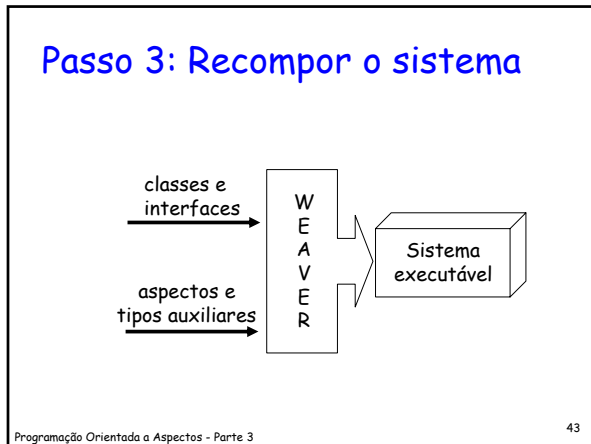 Passo 3: Recompor o sistema
classes e
interfaces
aspectos e
tipos auxiliares
W
E
A
V
E
R
Sistema
executável
Programação Orientada a Aspectos - Parte 3
43